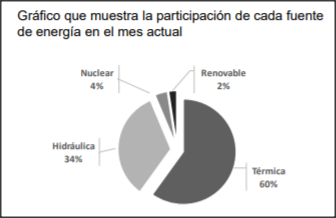 Gráfico que muestra la participación de cada fuente
de energía en el mes actual
Nuclear
4%
Renovable
2%
Hidráulica
34%
Térmica
60%